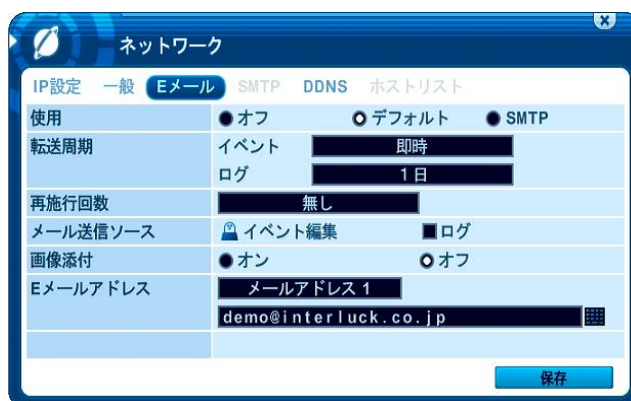 ネットワーク
IP設定 一般 Eメール SMTP DDNS ホストリスト
使用 オフ デフォルト SMTP
転送周期 イベント 即時
ログ 1日
再施行回数 無し
メール送信ソース イベント編集 ログ
画像添付 オン オフ
Eメールアドレス メールアドレス 1
demo@interluck.co.jp
保存